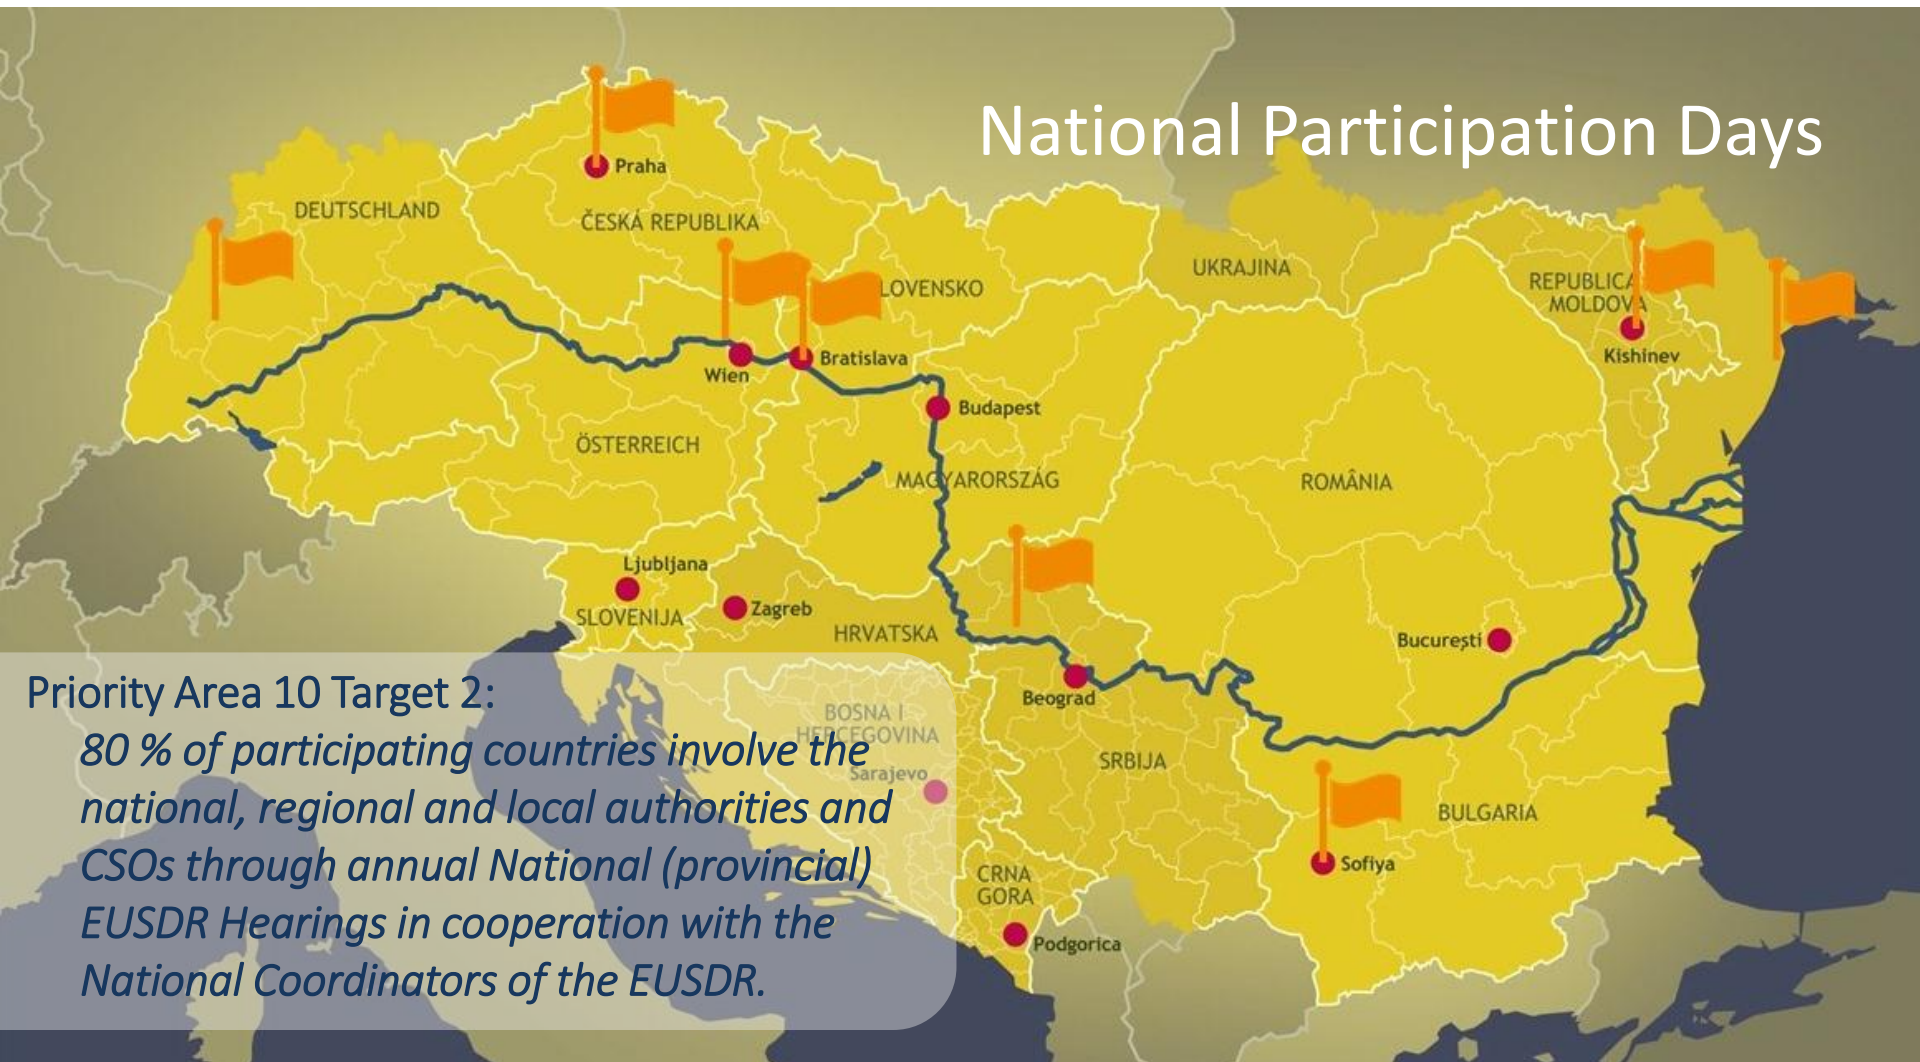 National Participation Days
Praha
DEUTSCHLAND
ČESKÁ REPUBLIKA
UKRAJINA
LOVENSKO
REPUBLICA
MOLDOVA
Kishinev
Wien
Bratislava
Budapest
ÖSTERREICH
MAGYARORSZÁG
ROMÂNIA
Ljubljana
SLOVENIJA
Zagreb
HRVATSKA
București
Beograd
BOSNA I
HERCEGOVINA
Sarajevo
SRBIJA
BULGARIA
Sofiya
CRNA
GORA
Podgorica
Priority Area 10 Target 2:
80 % of participating countries involve the
national, regional and local authorities and
CSOs through annual National (provincial)
EUSDR Hearings in cooperation with the
National Coordinators of the EUSDR.